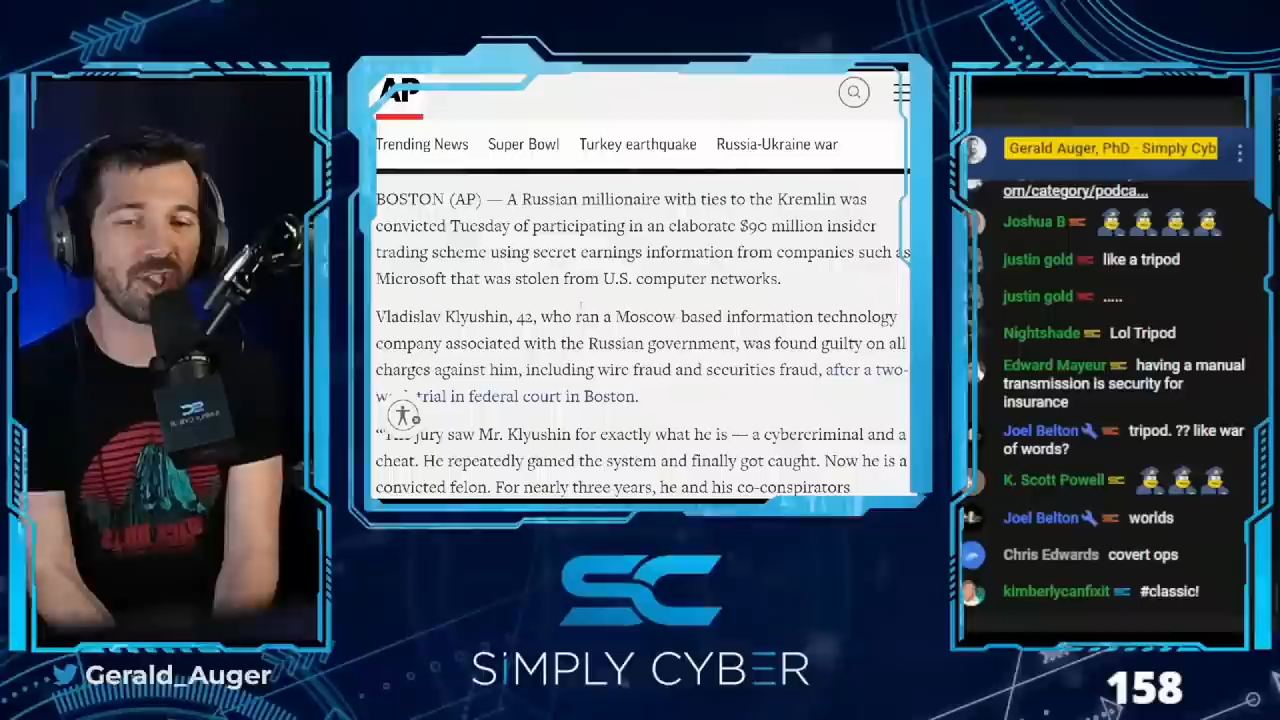 AP
Trending News Super Bowl Turkey earthquake Russia-Ukraine war
BOSTON (AP) — A Russian millionaire with ties to the Kremlin was
convicted Tuesday of participating in an elaborate $90 million insider
trading scheme using secret earnings information from companies such as
Microsoft that was stolen from U.S. computer networks.
Vladislav Klyushin, 42, who ran a Moscow-based information technology
company associated with the Russian government, was found guilty on all
charges against him, including wire fraud and securities fraud, after a two-
trial in federal court in Boston.
jury saw Mr. Klyushin for exactly what he is — a cybercriminal and a
cheat. He repeatedly gamed the system and finally got caught. Now he is a
convicted felon. For nearly three years, he and his co-conspirators
Gerald Auger, PhD - Simply Cyb
om/category/podca...
Joshua B
justin gold like a tripod
justin gold .....
Nightshade Lol Tripod
Edward Mayeur having a manual
transmission is security for
insurance
Joel Belton tripod. ?? like war
of words?
K. Scott Powell
Joel Belton worlds
Chris Edwards covert ops
kimberlycanfixit #classic!
SC
SiMPLY CYBER
Gerald_Auger
158